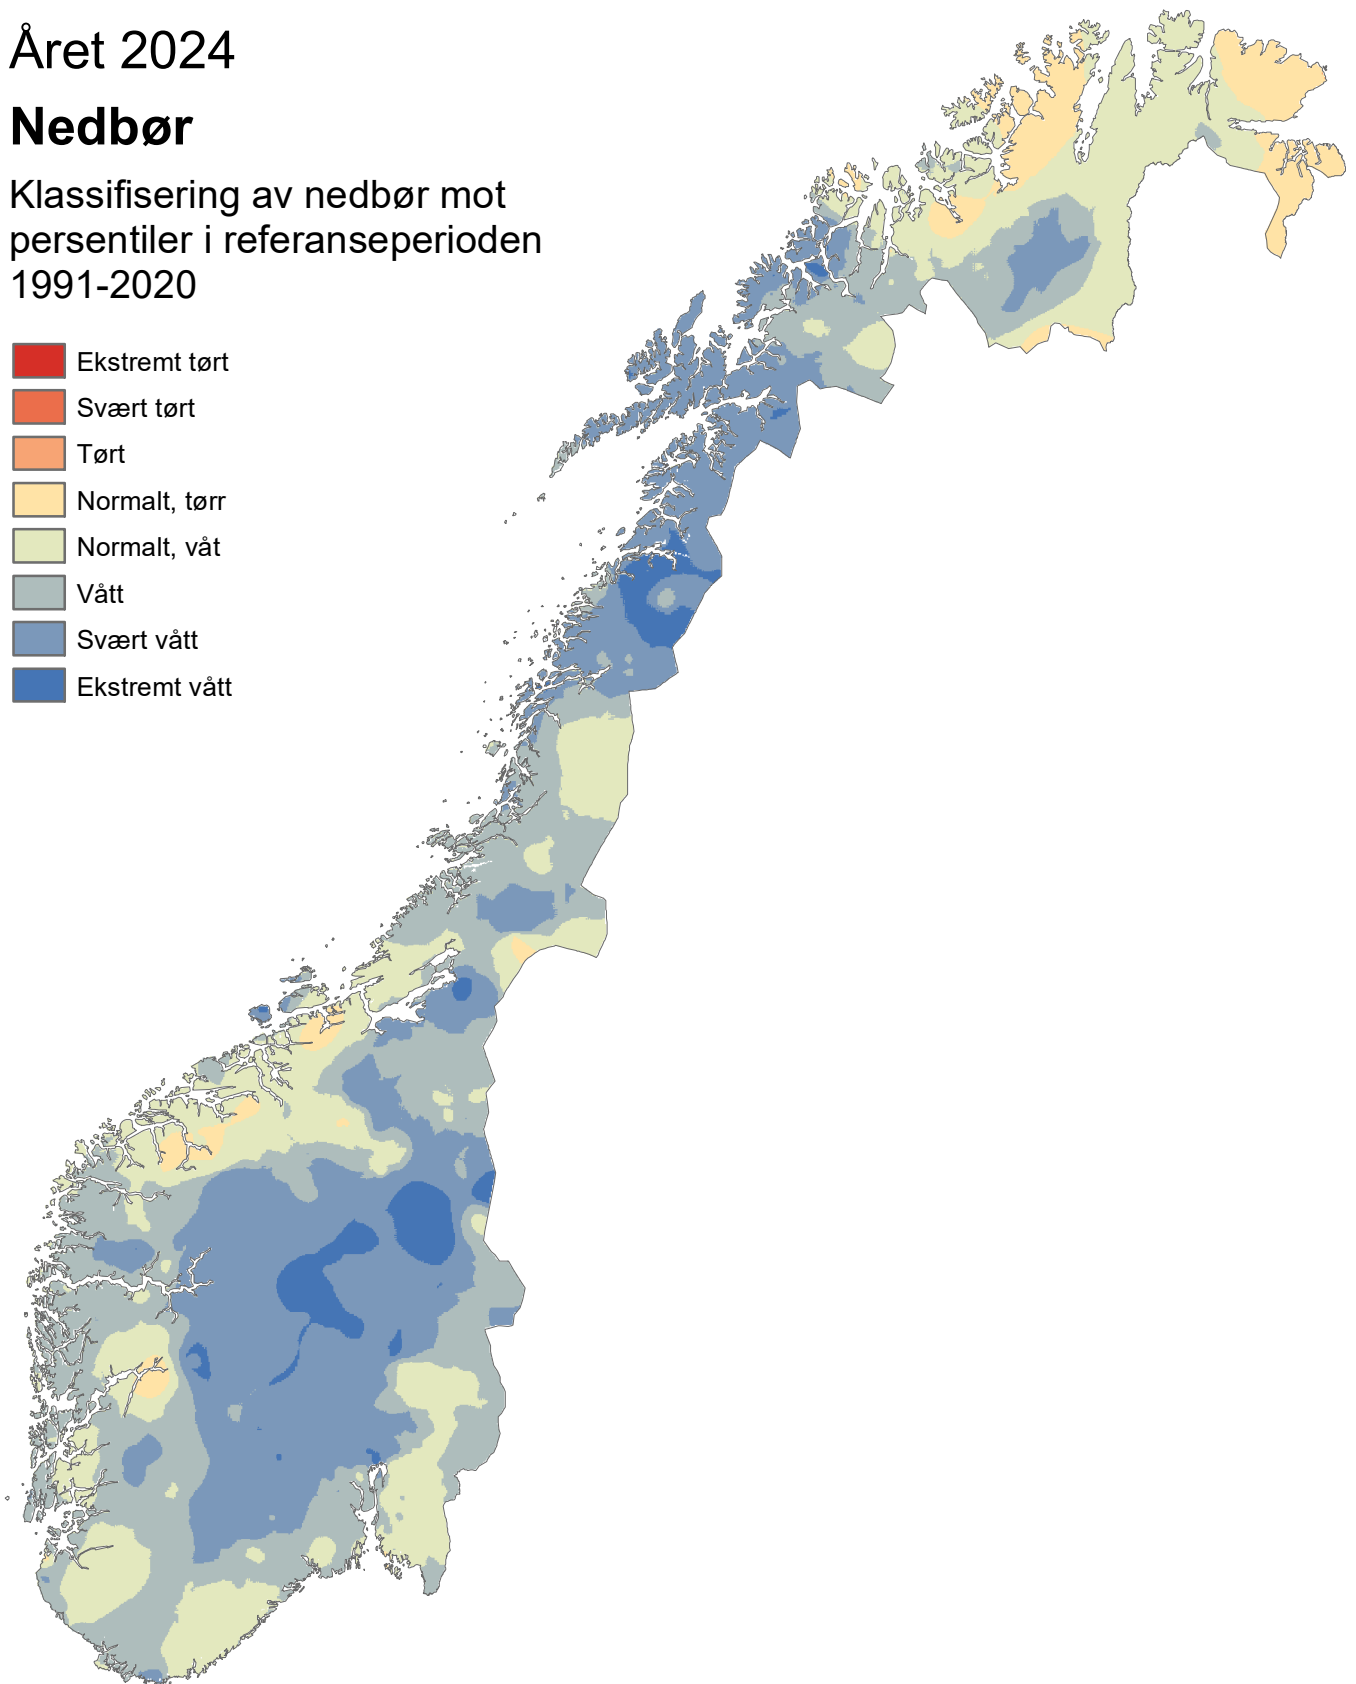 Året 2024
Nedbør
Klassifisering av nedbør mot
persentiler i referanseperioden
1991-2020
Ekstremt tørt
Svært tørt
Tørt
Normalt, tørr
Normalt, våt
Vått
Svært vått
Ekstremt vått